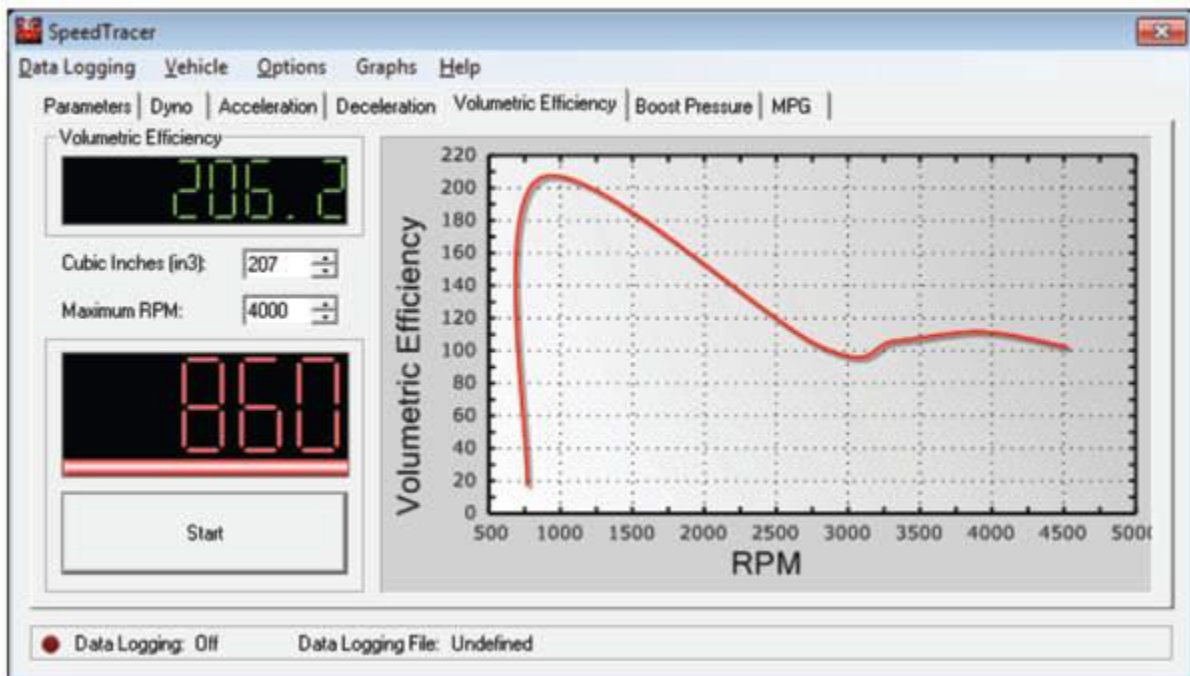 SpeedTracer
Data Logging Vehicle Options Graphs Help
Parameters Dyno Acceleration Deceleration Volumetric Efficiency Boost Pressure MPG
Volumetric Efficiency
206.2
Cubic Inches (in3): 207
Maximum RPM: 4000
860
Start
Volumetric Efficiency
220
200
180
160
140
120
100
80
60
40
20
0
500 1000 1500 2000 2500 3000 3500 4000 4500 5000
RPM
Data Logging: Off Data Logging File: Undefined